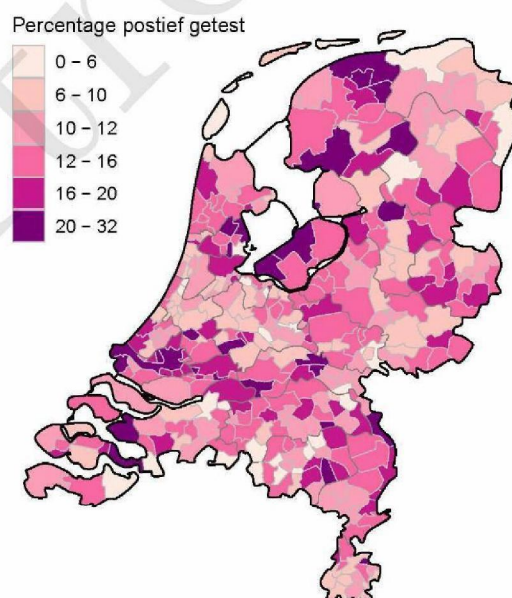 Percentage postief getest
0 – 6
6 – 10
10 – 12
12 – 16
16 – 20
20 – 32